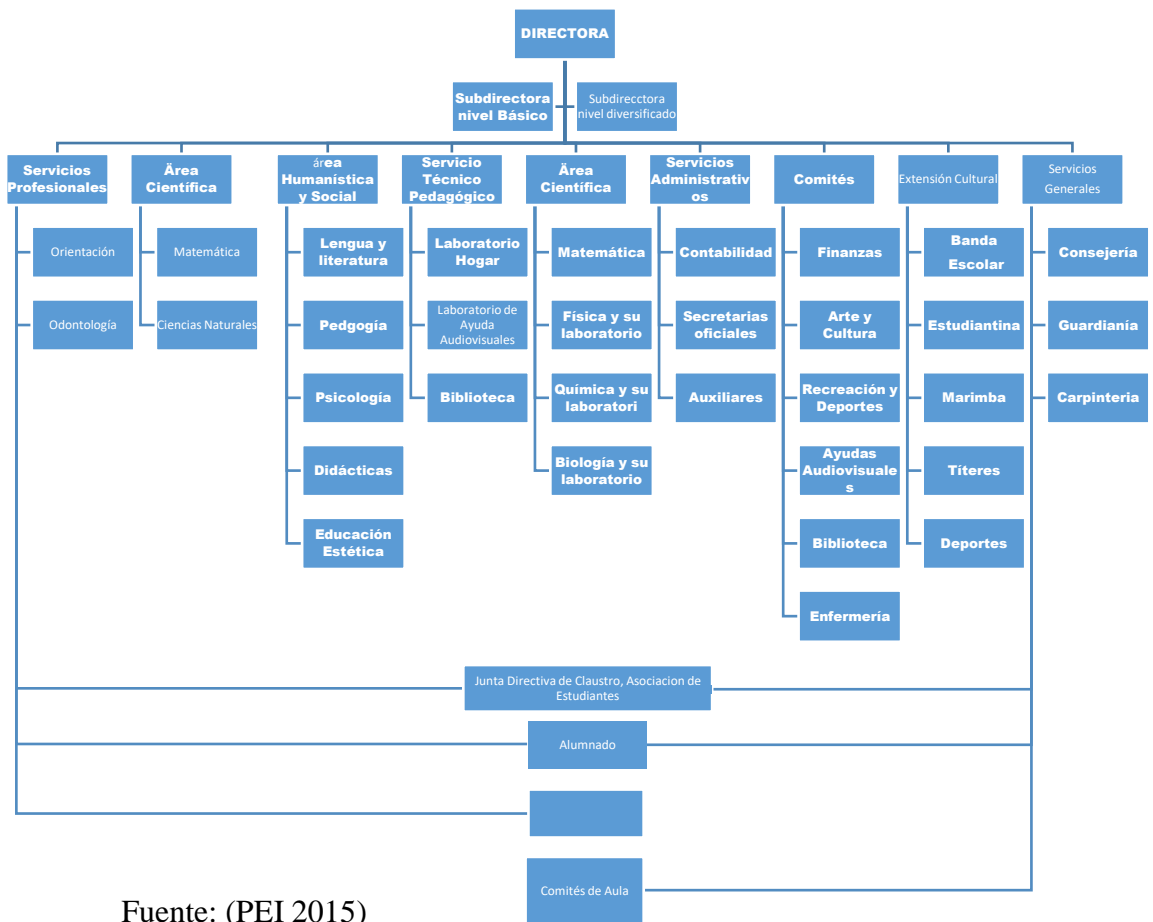 DIRECTORA
Subdirectora
nivel Básico
Subdirecctora
nivel diversificado
Servicios
Profesionales
Ärea
Científica
área
Humanística
y Social
Servicio
Técnico
Pedagógico
Ärea
Científica
Servicios
Administrativ
os
Comités
Extensión Cultural
Servicios
Generales
Orientación
Matemática
Lengua y
literatura
Laboratorio
Hogar
Matemática
Contabilidad
Finanzas
Banda
Escolar
Consejería
Odontología
Ciencias Naturales
Pedgogía
Laboratorio de
Ayuda
Audiovisuales
Física y su
laboratorio
Secretarias
oficiales
Arte y
Cultura
Estudiantina
Guardianía
Psicología
Biblioteca
Química y su
laboratori
Auxiliares
Recreación y
Deportes
Marimba
Carpinteria
Didácticas
Biología y su
laboratorio
Ayudas
Audiovisuale
s
Títeres
Educación
Estética
Biblioteca
Deportes
Enfermería
Junta Directiva de Claustro, Asociacion de
Estudiantes
Alumnado
Comités de Aula
Fuente: (PEI 2015)